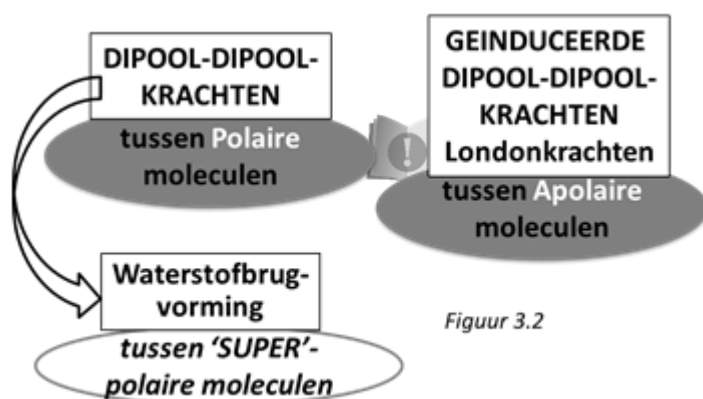 DIPOOL-DIPOOL-
KRACHTEN
tussen Polaire
moleculen
GEINDUCEERDE
DIPOOL-DIPOOL-
KRACHTEN
Londonkrachten
tussen Apolaire
moleculen
Waterstofbrug-
vorming
tussen ‘SUPER’-
polaire moleculen
Figuur 3.2